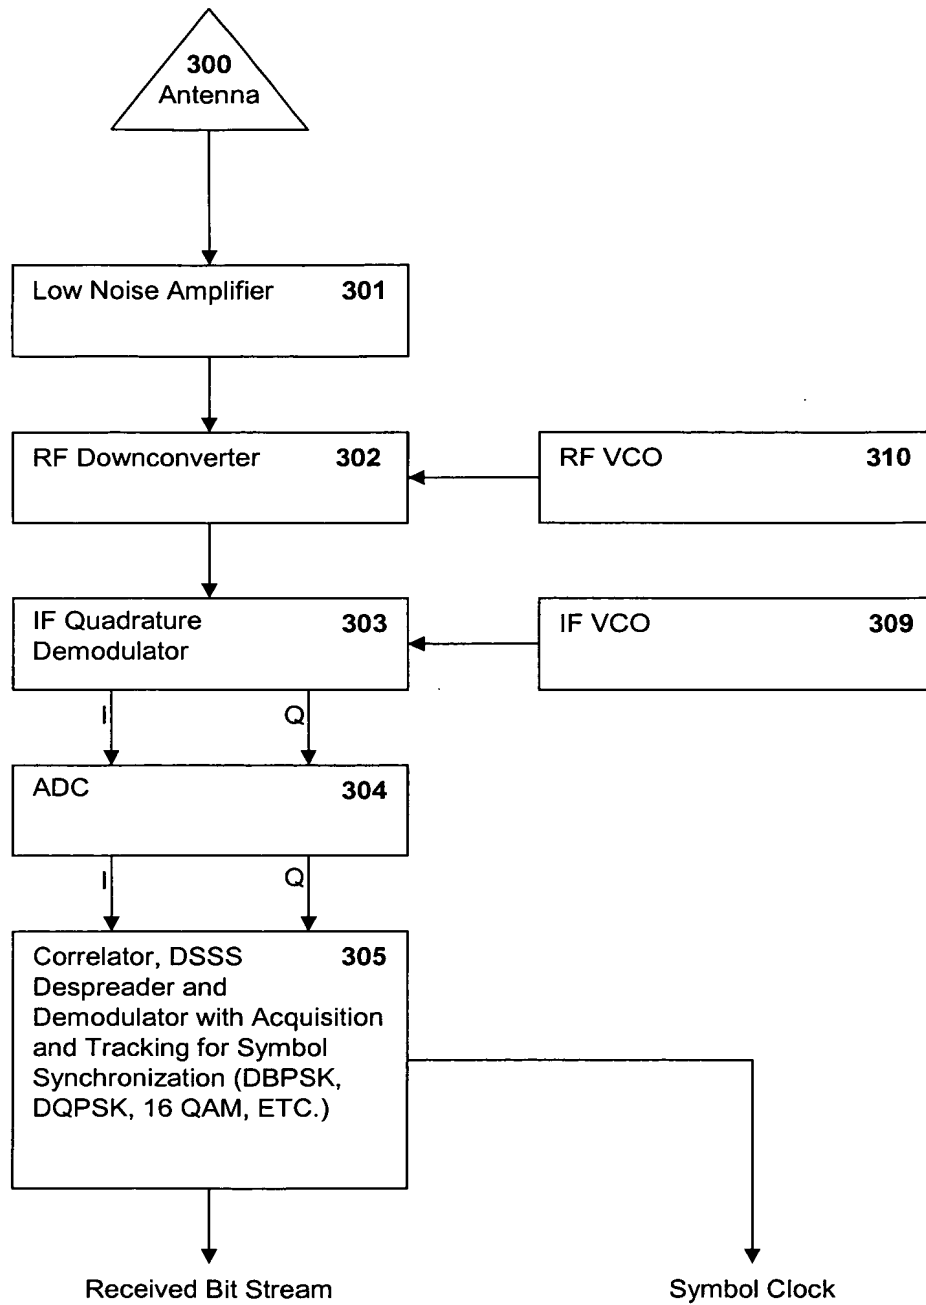 300
Antenna
Low Noise Amplifier 301
RF Downconverter 302
RF VCO 310
IF Quadrature 303
Demodulator
IF VCO 309
I Q
ADC 304
I Q
Correlator, DSSS 305
Despreader and
Demodulator with Acquisition
and Tracking for Symbol
Synchronization (DBPSK,
DQPSK, 16 QAM, ETC.)
Received Bit Stream
Symbol Clock